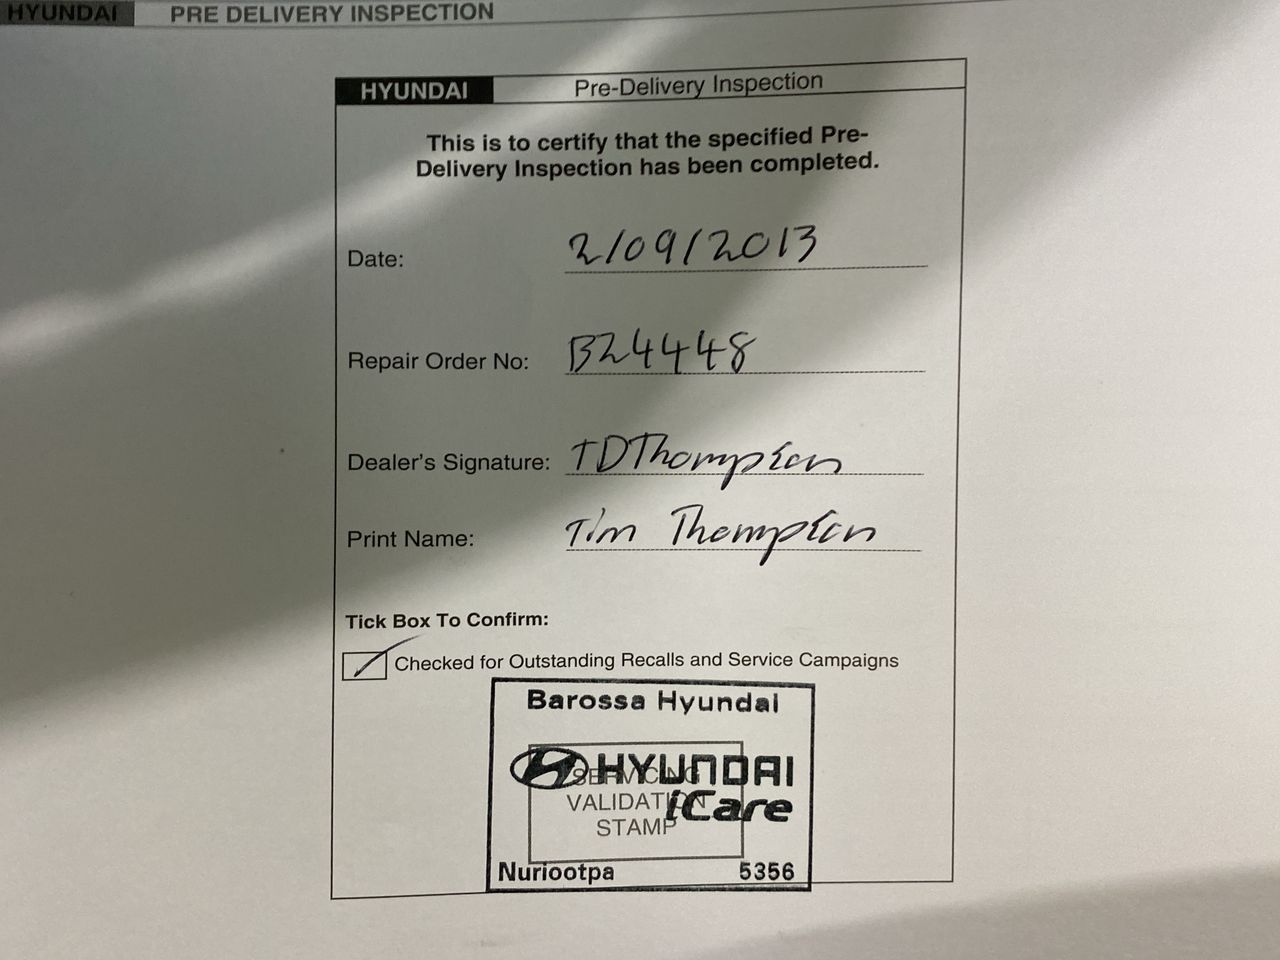 HYUNDAI PRE DELIVERY INSPECTION
HYUNDAI Pre-Delivery Inspection
This is to certify that the specified Pre-
Delivery Inspection has been completed.
Date: 2/09/2013
Repair Order No: B24448
Dealer's Signature: TDThompson
Print Name: Tim Thompson
Tick Box To Confirm:
Checked for Outstanding Recalls and Service Campaigns
Barossa Hyundai
HYUNDAI
SERVICING
iCare
VALIDATION
STAMP
Nuriootpa 5356